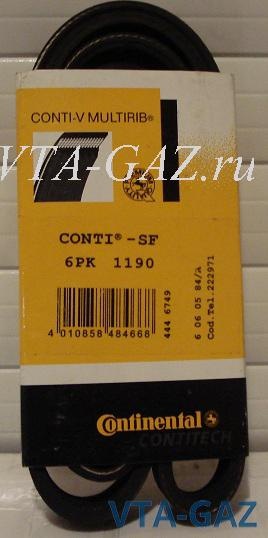 CONTI-V MULTIRIB®
VTA-GAZ.ru
CONTI® -SF
6PK 1190
4 010858 484668
444 6749
6 06 05 84/A
Cod.Tel.222971
Continental
CONTITECH
VTA-GAZ